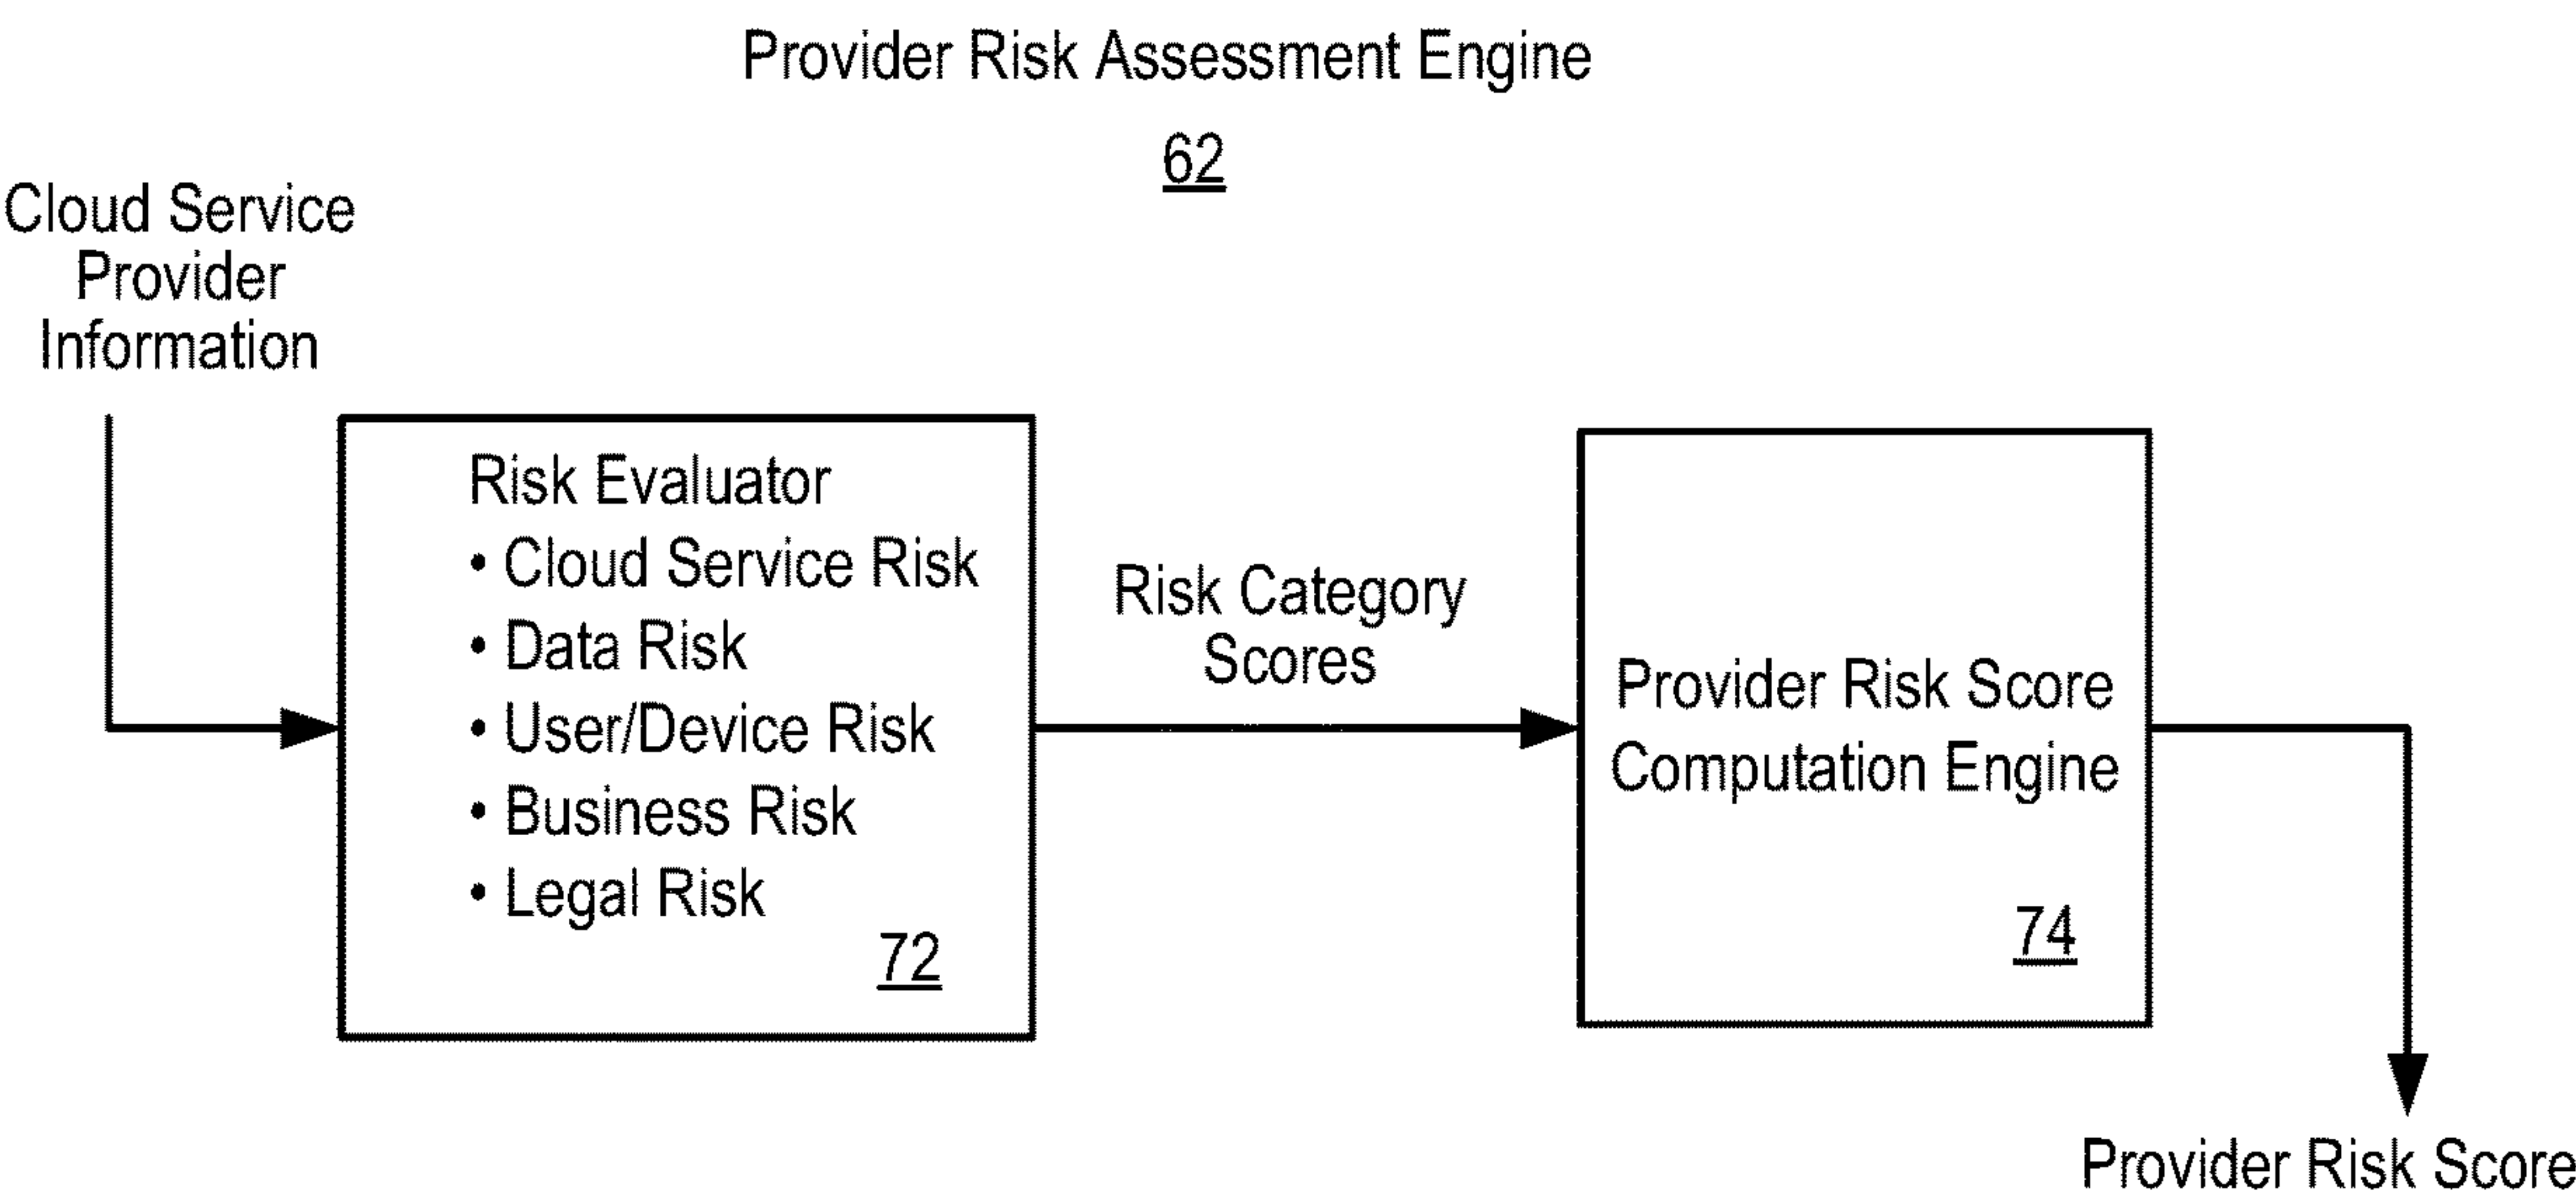 Provider Risk Assessment Engine
62
Cloud Service
Provider
Information
Risk Evaluator
• Cloud Service Risk
• Data Risk
• User/Device Risk
• Business Risk
• Legal Risk
72
Risk Category
Scores
Provider Risk Score
Computation Engine
74
Provider Risk Score